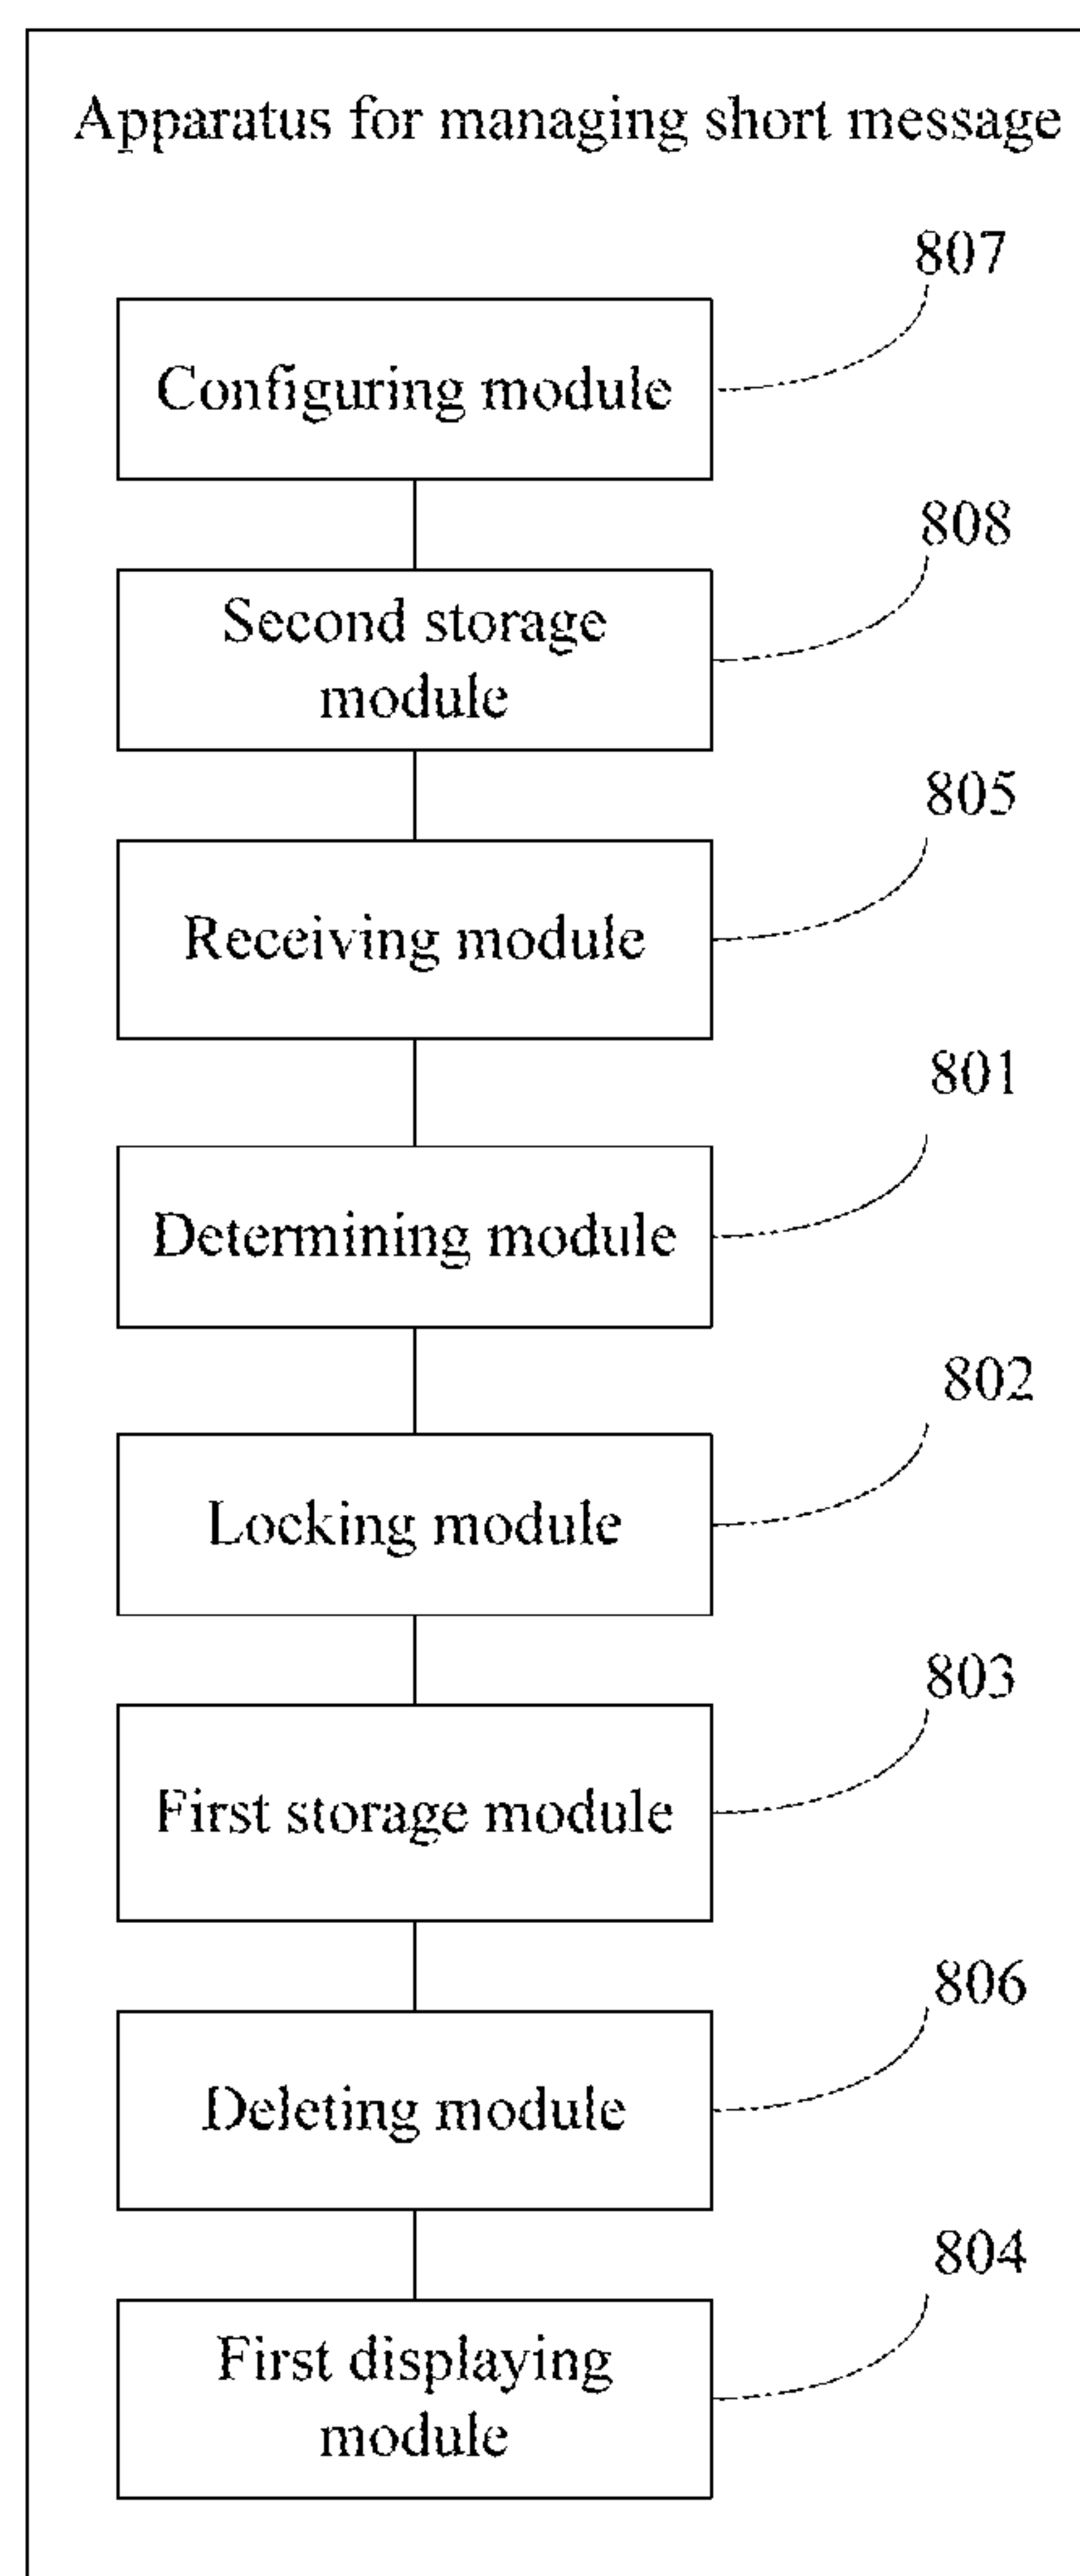 Apparatus for managing short message
807
Configuring module
808
Second storage
module
805
Receiving module
801
Determining module
802
Locking module
803
First storage module
806
Deleting module
804
First displaying
module